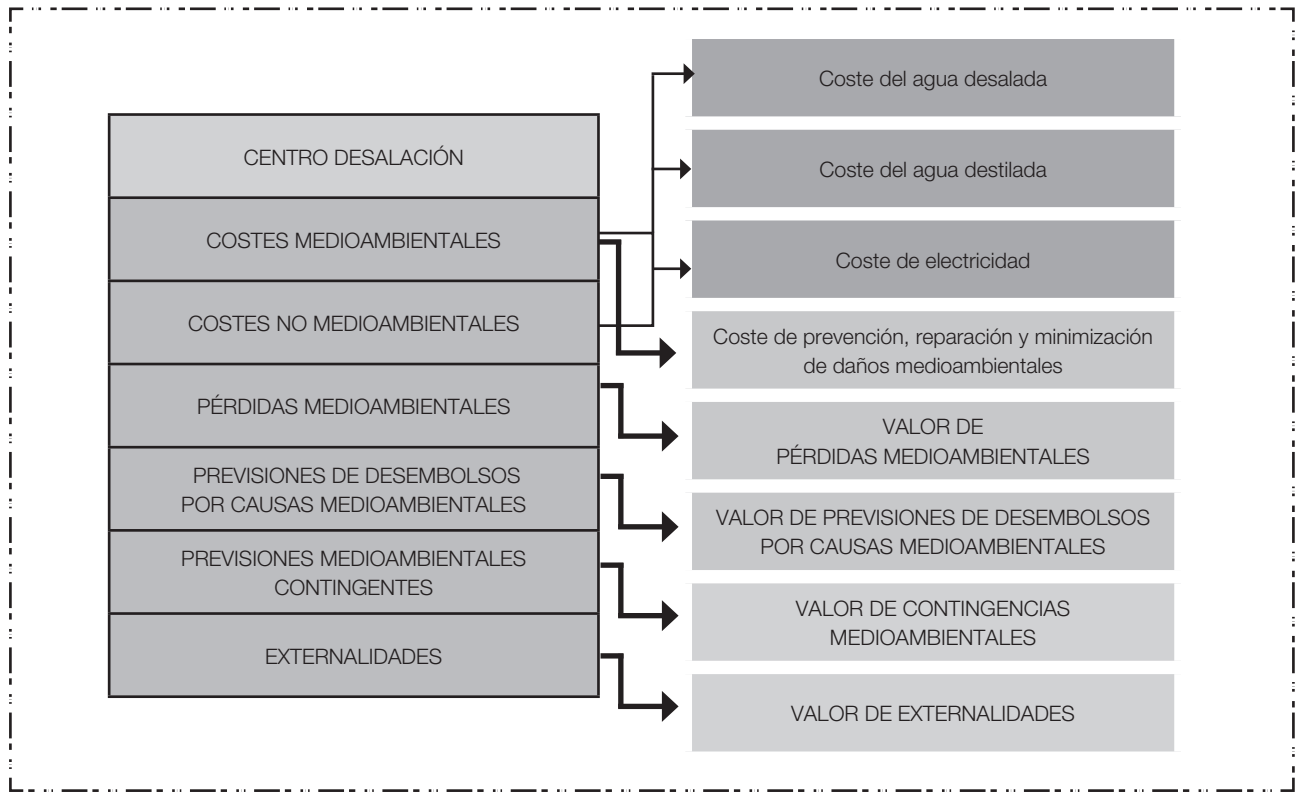 CENTRO DESALACIÓN
COSTES MEDIOAMBIENTALES
COSTES NO MEDIOAMBIENTALES
PÉRDIDAS MEDIOAMBIENTALES
PREVISIONES DE DESEMBOLSOS
POR CAUSAS MEDIOAMBIENTALES
PREVISIONES MEDIOAMBIENTALES
CONTINGENTES
EXTERNALIDADES
Coste del agua desalada
Coste del agua destilada
Coste de electricidad
Coste de prevención, reparación y minimización
de daños medioambientales
VALOR DE
PÉRDIDAS MEDIOAMBIENTALES
VALOR DE PREVISIONES DE DESEMBOLSOS
POR CAUSAS MEDIOAMBIENTALES
VALOR DE CONTINGENCIAS
MEDIOAMBIENTALES
VALOR DE EXTERNALIDADES